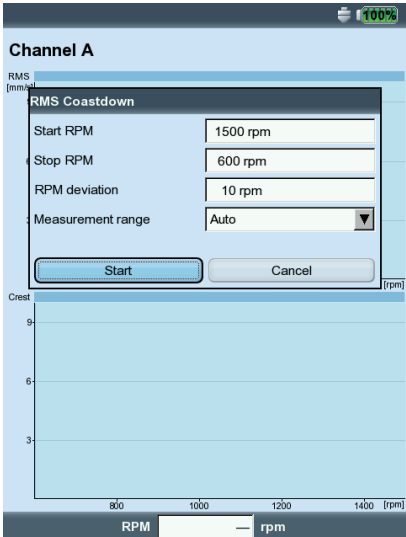 100%
Channel A
RMS
[mm/s]
RMS Coastdown
Start RPM 1500 rpm
Stop RPM 600 rpm
RPM deviation 10 rpm
Measurement range Auto
Start Cancel
[rpm]
Crest
9
6
3
800 1000 1200 1400 [rpm]
RPM — rpm